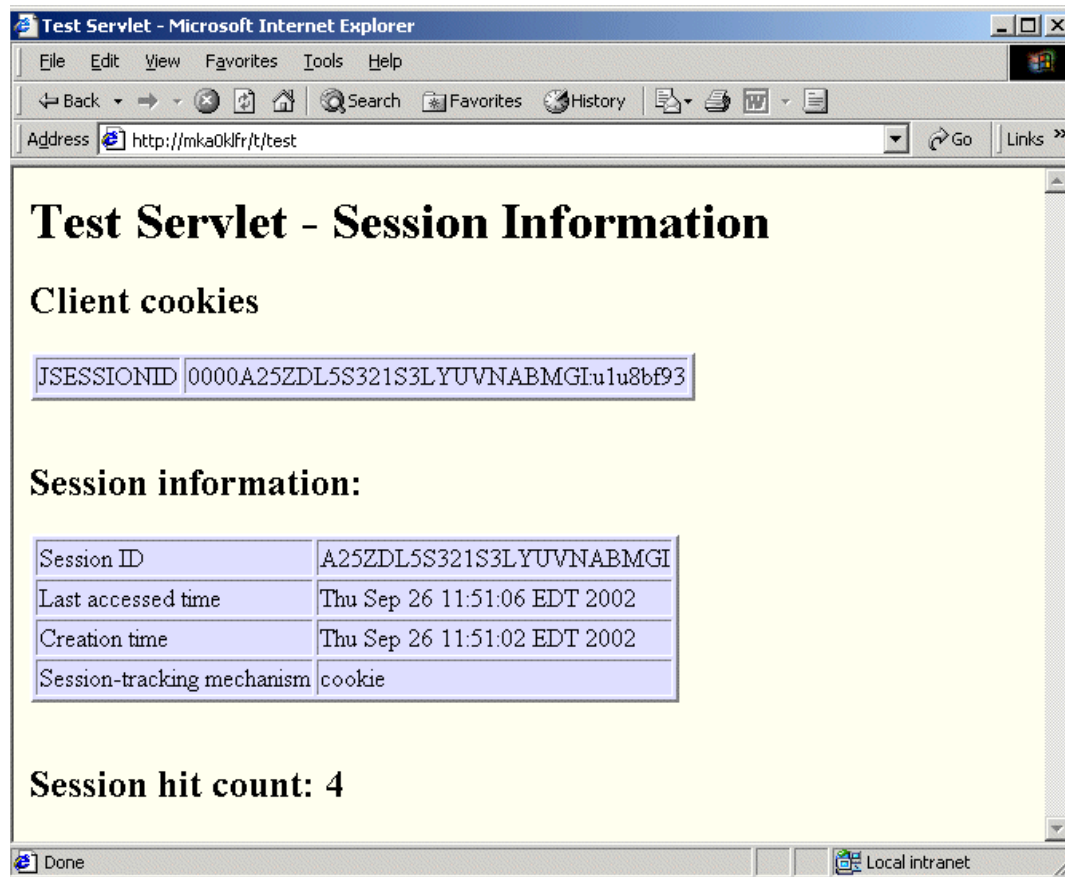 Test Servlet - Microsoft Internet Explorer
File Edit View Favorites Tools Help
Back Search Favorites History
Address http://mka0klfr/t/test Go Links »
Test Servlet - Session Information
Client cookies
JSESSIONID 0000A25ZDL5S321S3LYUVNABMGI:u1u8bf93
Session information:
Session ID A25ZDL5S321S3LYUVNABMGI
Last accessed time Thu Sep 26 11:51:06 EDT 2002
Creation time Thu Sep 26 11:51:02 EDT 2002
Session-tracking mechanism cookie
Session hit count: 4
Done Local intranet